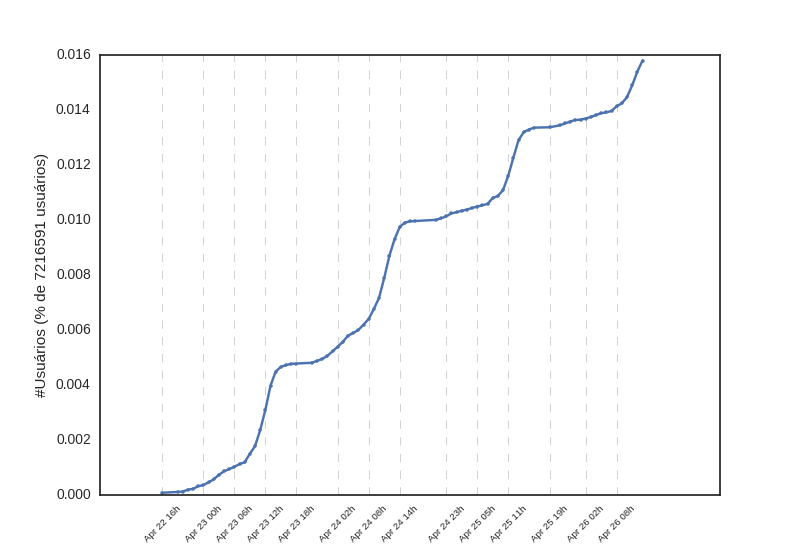 0.016
0.014
0.012
0.010
0.008
0.006
0.004
0.002
0.000
#Usuários (% de 7216591 usuários)
Apr 22 16h
Apr 23 00h
Apr 23 06h
Apr 23 12h
Apr 23 18h
Apr 24 02h
Apr 24 08h
Apr 24 14h
Apr 24 23h
Apr 25 05h
Apr 25 11h
Apr 25 19h
Apr 26 02h
Apr 26 08h